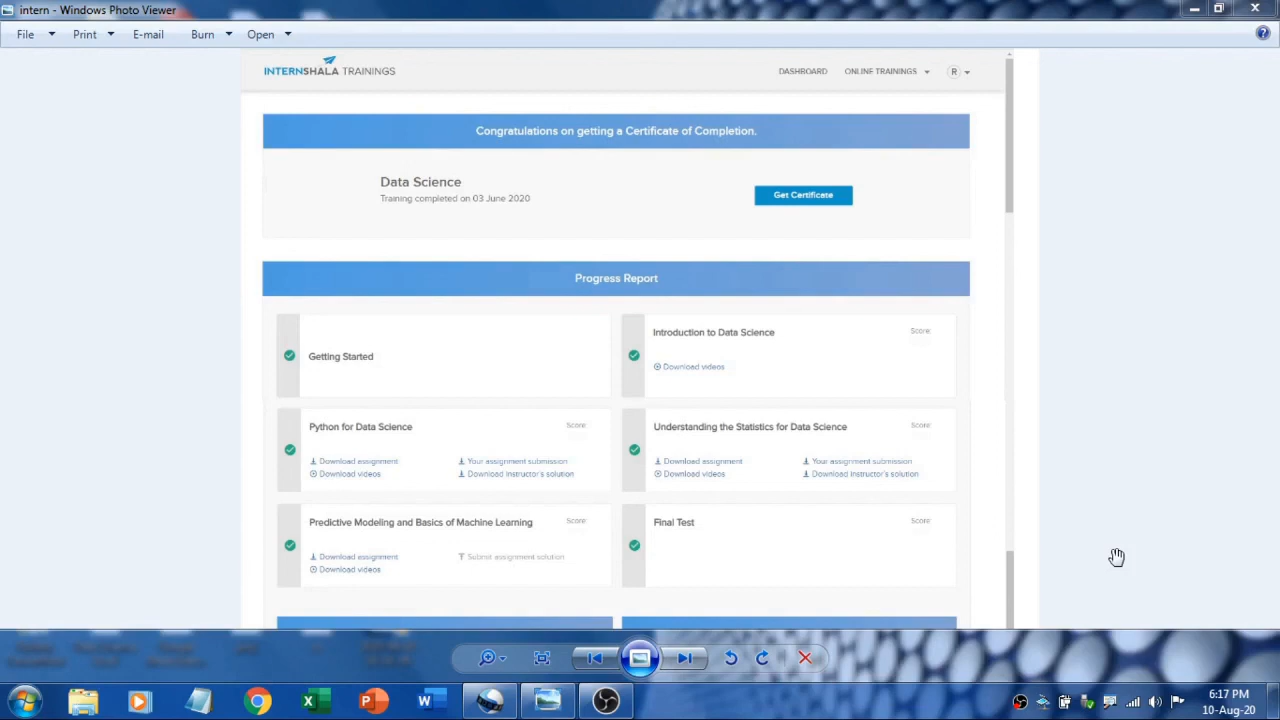 intern - Windows Photo Viewer
File Print E-mail Burn Open
INTERNSHALA TRAININGS
DASHBOARD ONLINE TRAININGS R
Congratulations on getting a Certificate of Completion.
Data Science
Training completed on 03 June 2020
Get Certificate
Progress Report
Getting Started
Introduction to Data Science Score:
Download videos
Python for Data Science Score:
Download assignment Your assignment submission
Download videos Download instructor's solution
Understanding the Statistics for Data Science Score:
Download assignment Your assignment submission
Download videos Download instructor's solution
Predictive Modeling and Basics of Machine Learning Score:
Download assignment Submit assignment solution
Download videos
Final Test Score:
6:17 PM
10-Aug-20